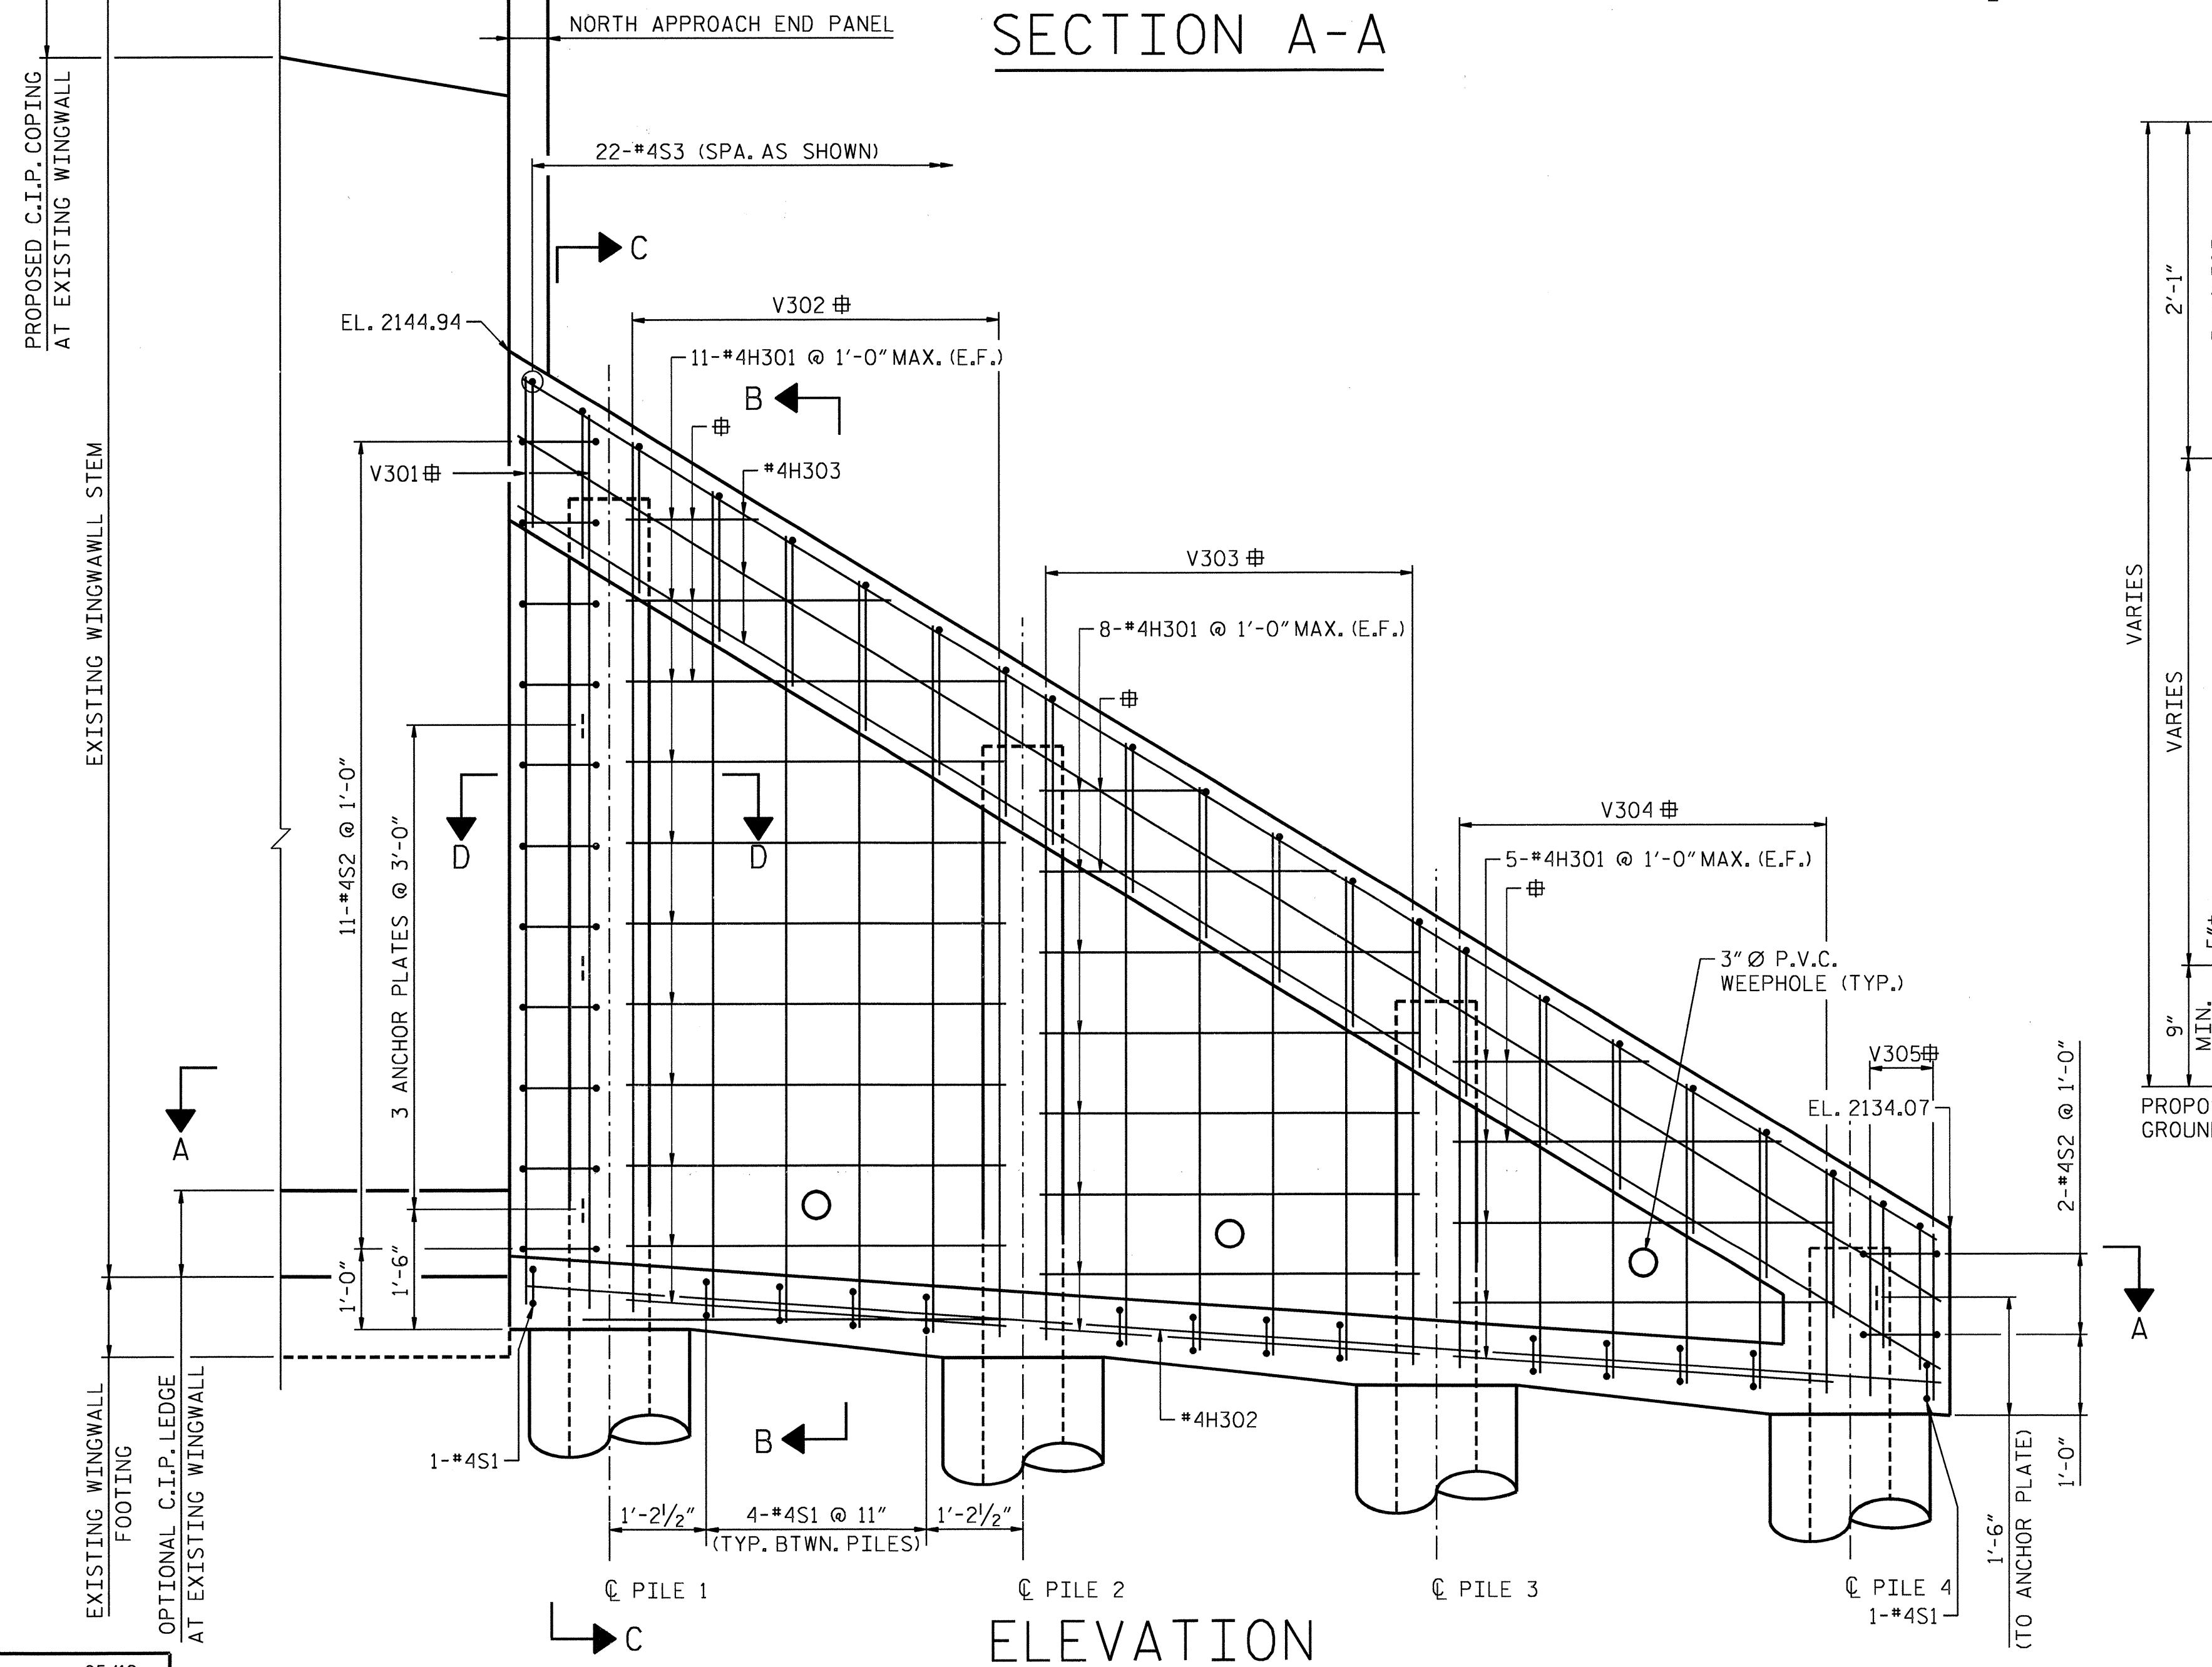 NORTH APPROACH END PANEL
SECTION A-A
PROPOSED C.I.P. COPING
AT EXISTING WINGWALL
22-#4S3 (SPA. AS SHOWN)
C
V302 ⌗
EL. 2144.94
11-#4H301 @ 1'-0" MAX. (E.F.)
B
⌗
#4H303
V301 ⌗
2'-1"
VARIES
VARIES
9"
MIN.
EXISTING WINGWAWLL STEM
V303 ⌗
8-#4H301 @ 1'-0" MAX. (E.F.)
⌗
11-#4S2 @ 1'-0"
3 ANCHOR PLATES @ 3'-0"
D
D
V304 ⌗
5-#4H301 @ 1'-0" MAX. (E.F.)
⌗
3" Ø P.V.C.
WEEPHOLE (TYP.)
V305 ⌗
EL. 2134.07
2-#4S2 @ 1'-0"
PROPO
GROUN
A
A
1'-0"
1'-6"
1'-0"
1'-6"
(TO ANCHOR PLATE)
EXISTING WINGWALL
FOOTING
OPTIONAL C.I.P. LEDGE
AT EXISTING WINGWALL
1-#4S1
B
#4H302
1'-2 1/2"
4-#4S1 @ 11"
(TYP. BTWN. PILES)
1'-2 1/2"
℄ PILE 1
℄ PILE 2
℄ PILE 3
℄ PILE 4
1-#4S1
C
ELEVATION